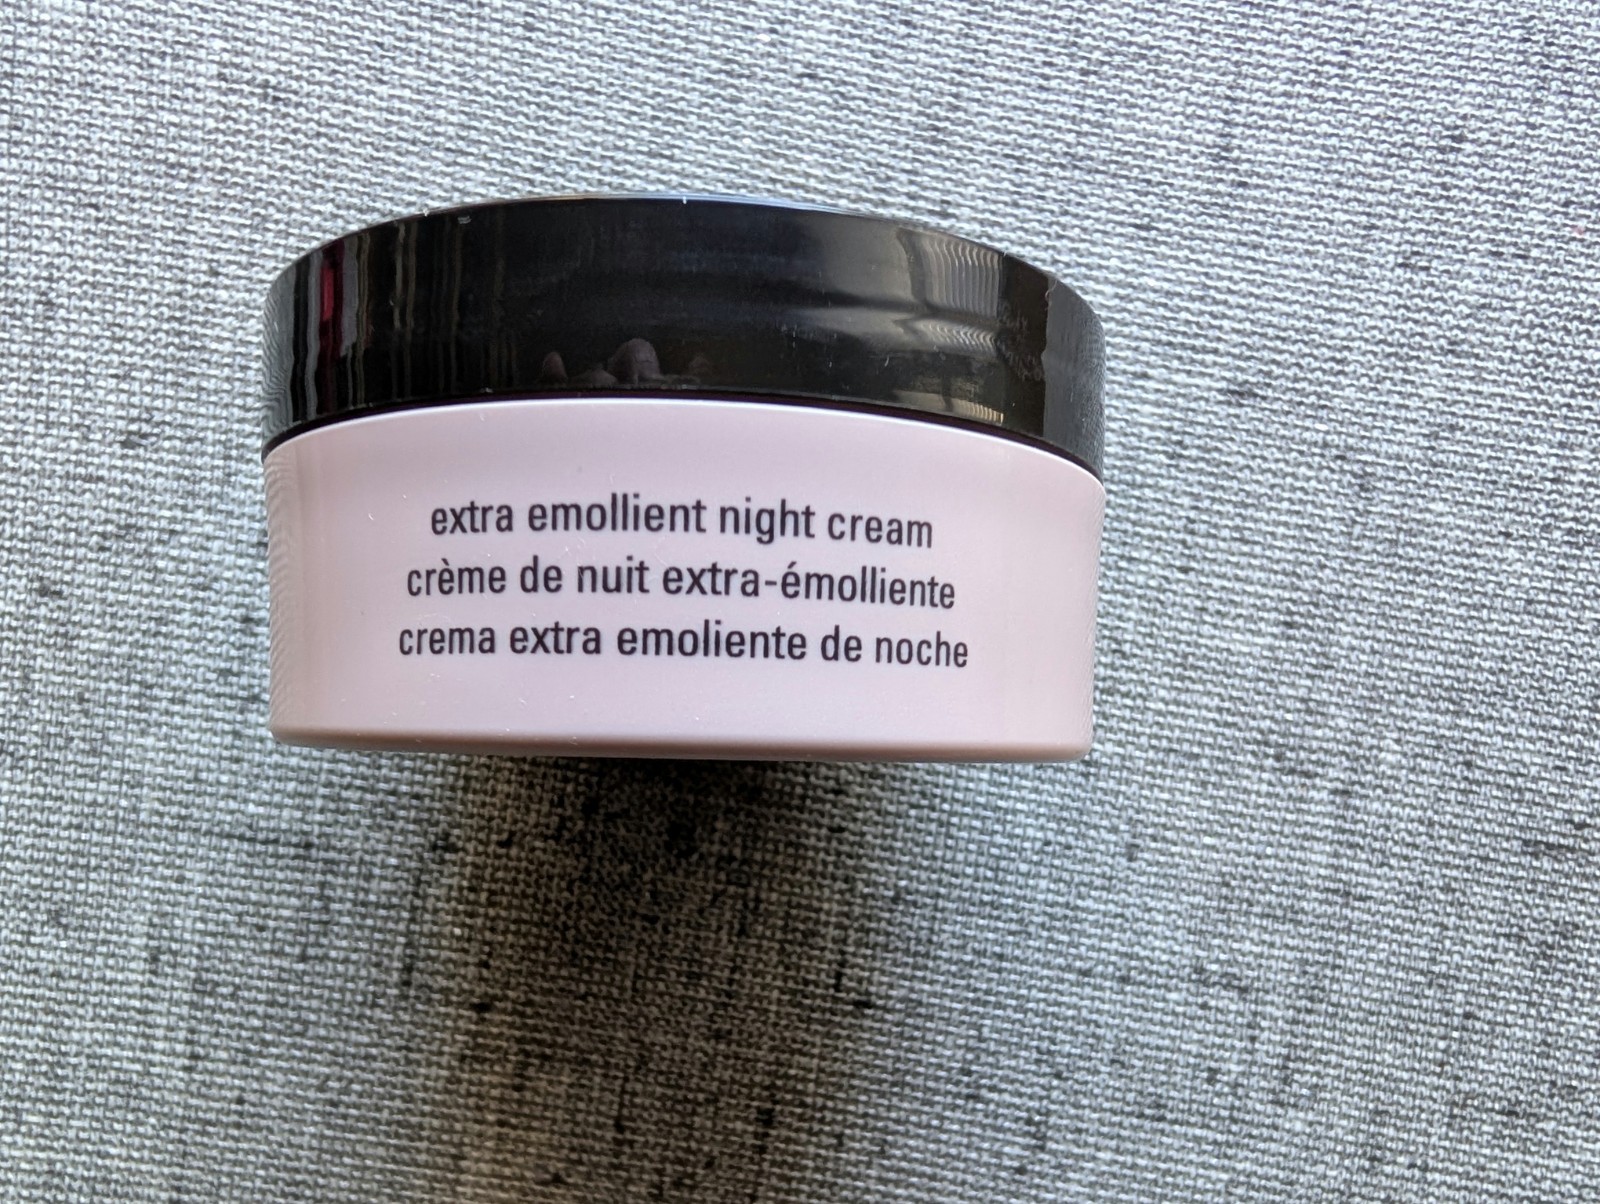 extra emollient night cream
crème de nuit extra-émolliente
crema extra emoliente de noche